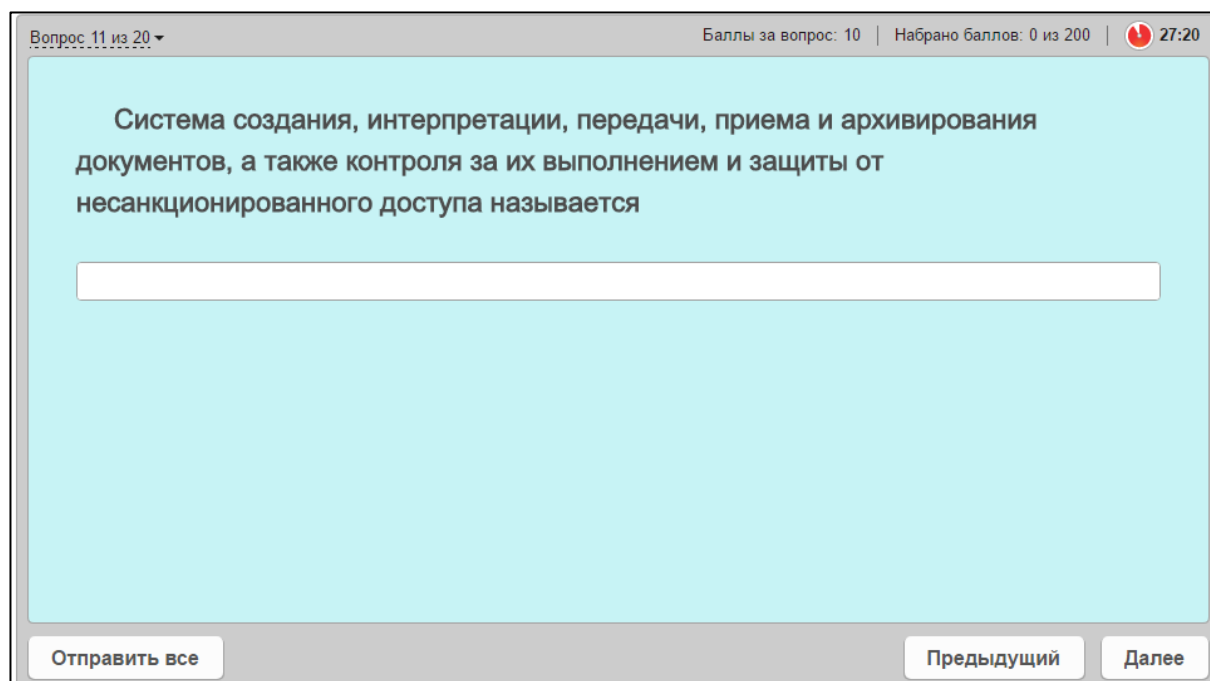 Вопрос 11 из 20
Баллы за вопрос: 10 | Набрано баллов: 0 из 200 | 27:20
Система создания, интерпретации, передачи, приема и архивирования
документов, а также контроля за их выполнением и защиты от
несанкционированного доступа называется
Отправить все
Предыдущий
Далее